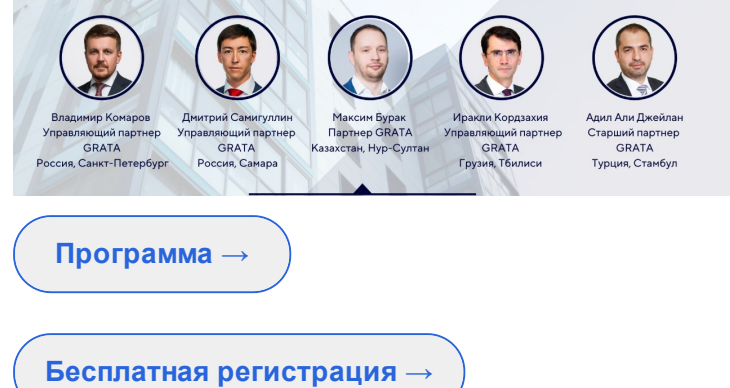 Владимир Комаров
Управляющий партнер
GRATA
Россия, Санкт-Петербург
Дмитрий Самигуллин
Управляющий партнер
GRATA
Россия, Самара
Максим Бурак
Партнер GRATA
Казахстан, Нур-Султан
Иракли Кордзахия
Управляющий партнер
GRATA
Грузия, Тбилиси
Адил Али Джейлан
Старший партнер
GRATA
Турция, Стамбул
Программа →
Бесплатная регистрация →